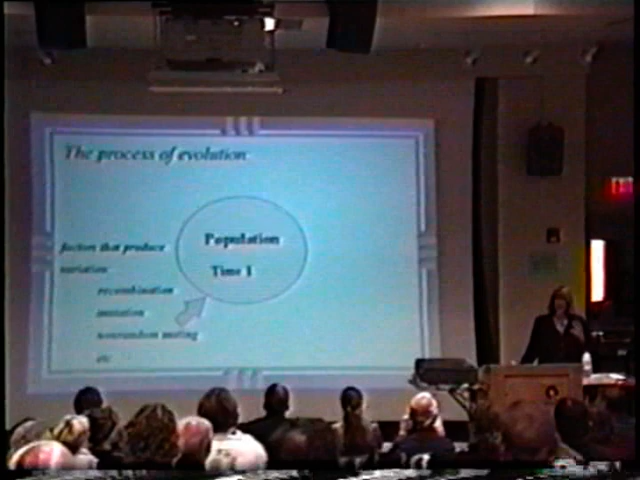 The process of evolution
Population
Time 1
factors that produce
variation
recombination
mutation
nonrandom mating
etc